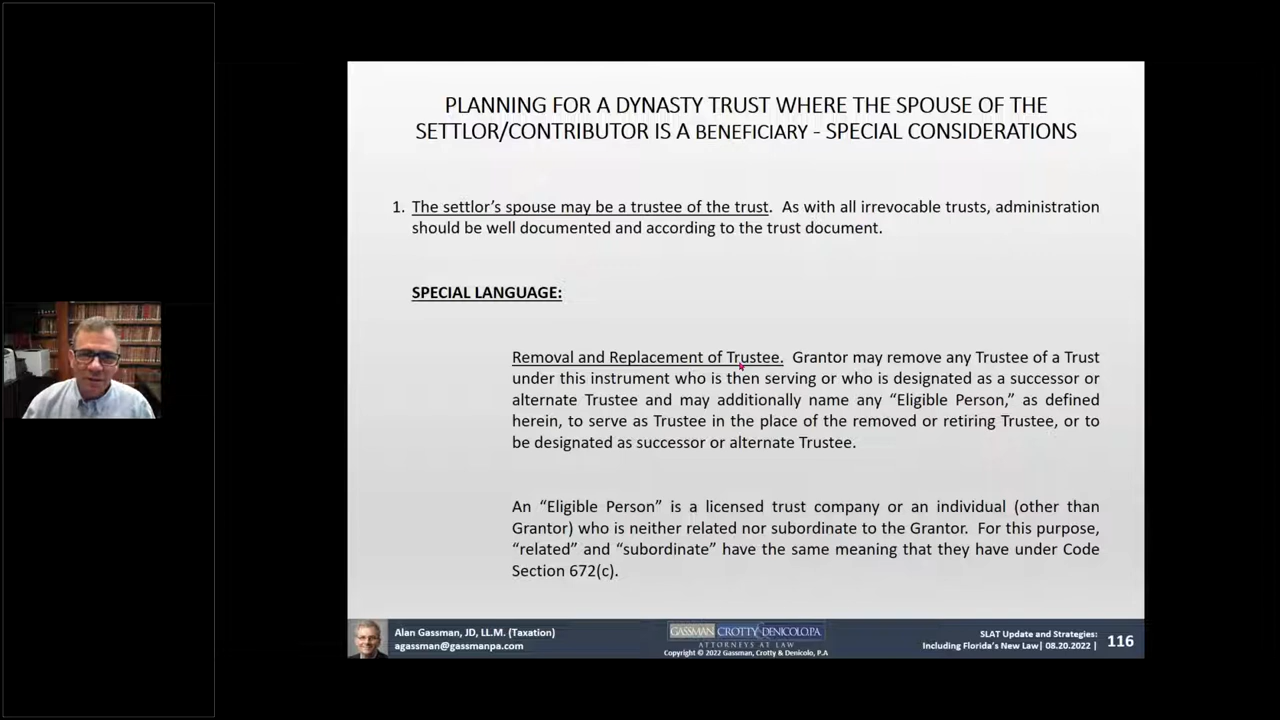 PLANNING FOR A DYNASTY TRUST WHERE THE SPOUSE OF THE
SETTLOR/CONTRIBUTOR IS A BENEFICIARY - SPECIAL CONSIDERATIONS
1. The settlor's spouse may be a trustee of the trust. As with all irrevocable trusts, administration
should be well documented and according to the trust document.
SPECIAL LANGUAGE:
Removal and Replacement of Trustee. Grantor may remove any Trustee of a Trust
under this instrument who is then serving or who is designated as a successor or
alternate Trustee and may additionally name any “Eligible Person,” as defined
herein, to serve as Trustee in the place of the removed or retiring Trustee, or to
be designated as successor or alternate Trustee.
An “Eligible Person” is a licensed trust company or an individual (other than
Grantor) who is neither related nor subordinate to the Grantor. For this purpose,
“related” and “subordinate” have the same meaning that they have under Code
Section 672(c).
Alan Gassman, JD, LL.M. (Taxation)
agassman@gassmanpa.com
GASSMAN CROTTY & DENICOLO, P.A.
ATTORNEYS AT LAW
Copyright © 2022 Gassman, Crotty & Denicolo, P.A
SLAT Update and Strategies:
Including Florida's New Law| 08.20.2022 |
116